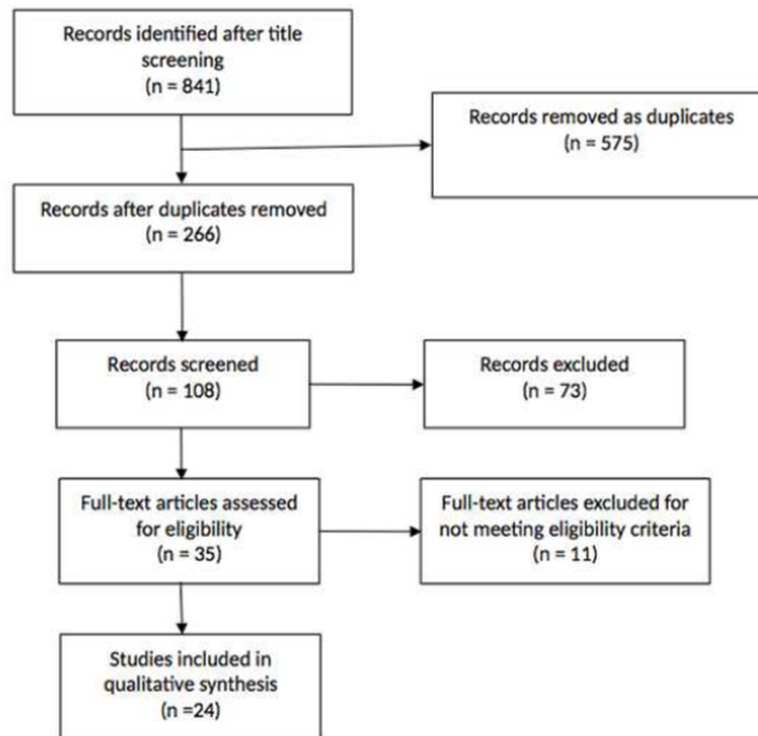 Records identified after title
screening
(n = 841)
Records removed as duplicates
(n = 575)
Records after duplicates removed
(n = 266)
Records screened
(n = 108)
Records excluded
(n = 73)
Full-text articles assessed
for eligibility
(n = 35)
Full-text articles excluded for
not meeting eligibility criteria
(n = 11)
Studies included in
qualitative synthesis
(n =24)